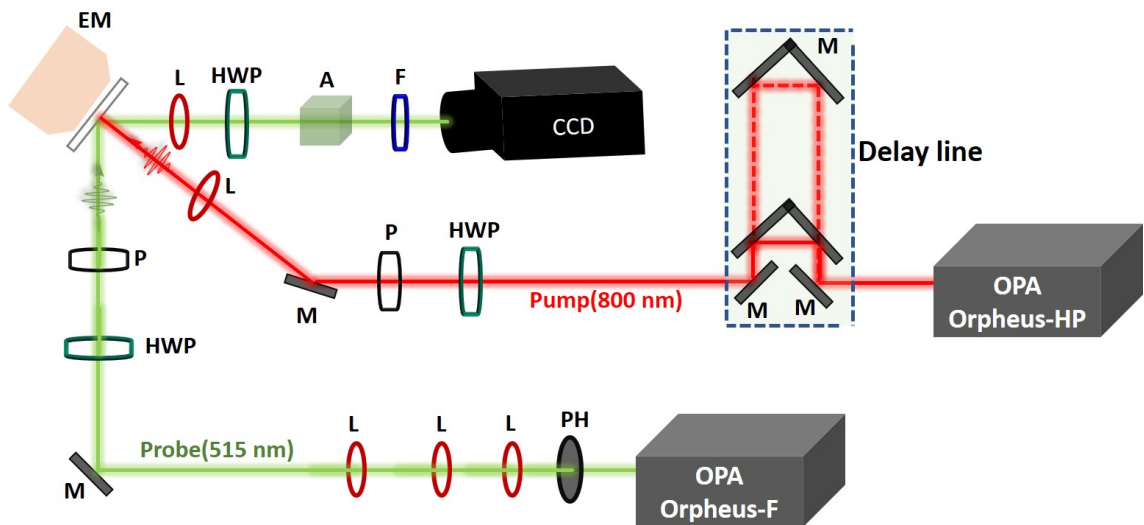 EM
L
HWP
A
F
CCD
M
Delay line
L
P
HWP
P
M
Pump(800 nm)
M
M
OPA
Orpheus-HP
HWP
Probe(515 nm)
L
L
L
PH
M
OPA
Orpheus-F